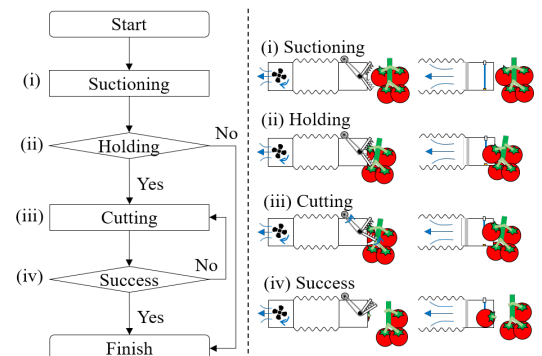 Start
(i) Suctioning
(ii) Holding
No
Yes
(iii) Cutting
(iv) Success
No
Yes
Finish
(i) Suctioning
(ii) Holding
(iii) Cutting
(iv) Success